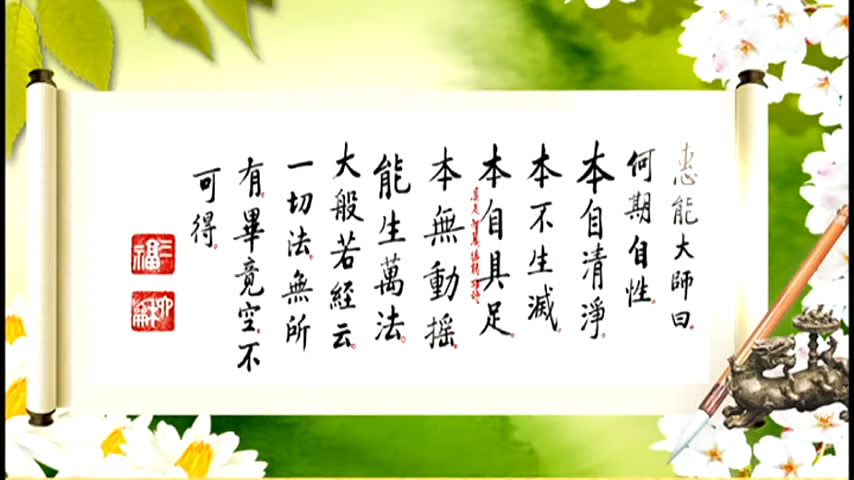 惠能大師曰。
何期自性。
本自清淨。
本不生滅。
本自具足。
本無動搖。
能生萬法。
大般若經云。
一切法。無所
有。畢竟空。不
可得。